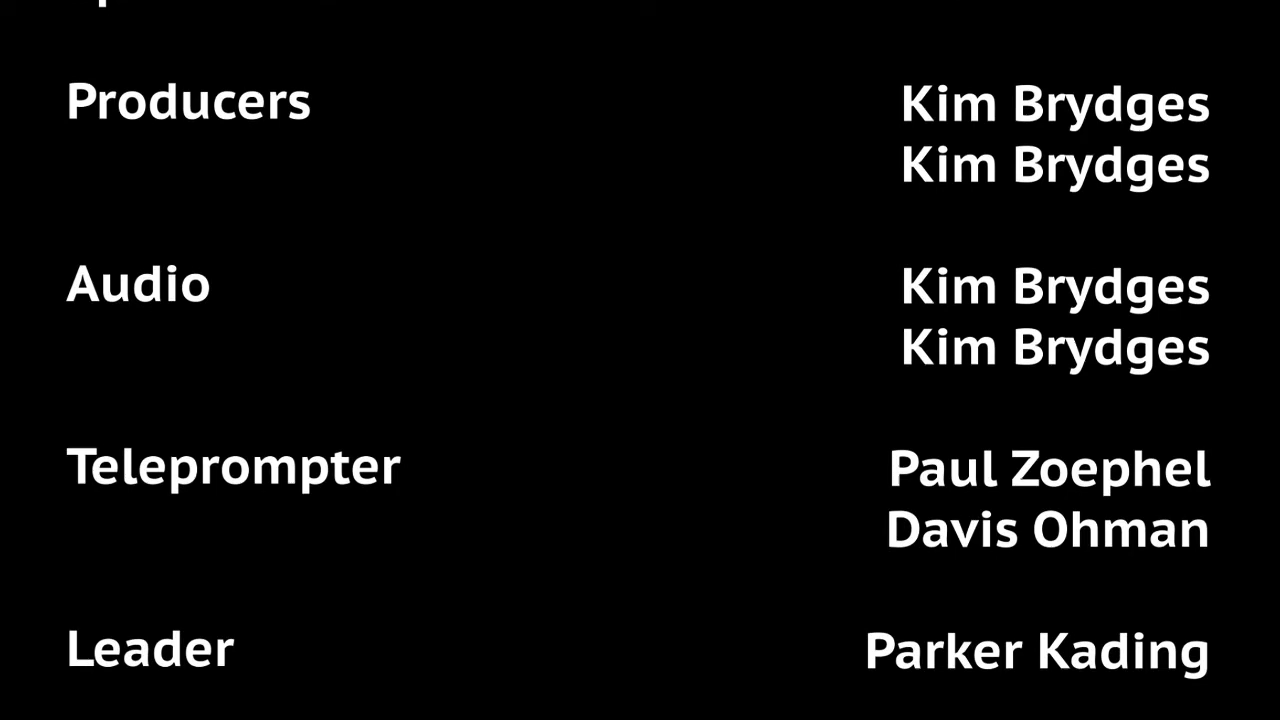 Producers Kim Brydges
Kim Brydges
Audio Kim Brydges
Kim Brydges
Teleprompter Paul Zoephel
Davis Ohman
Leader Parker Kading